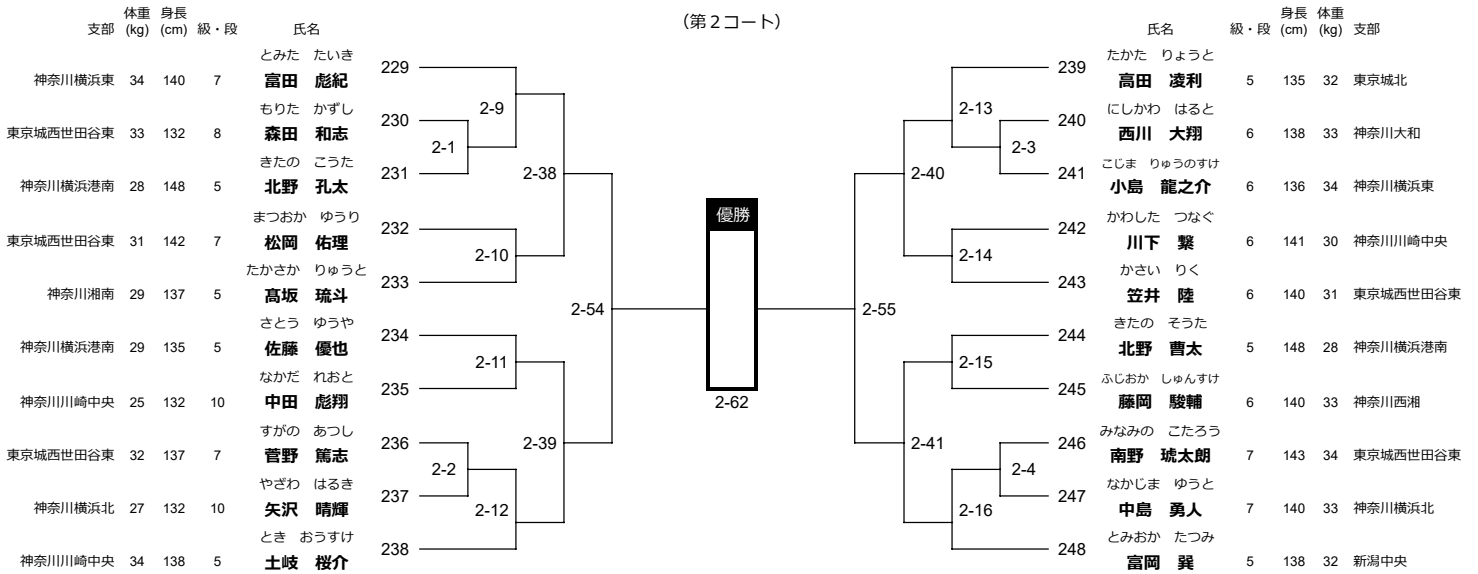 （第２コート）
支部 体重(kg) 身長(cm) 級・段 氏名
とみた たいき
神奈川横浜東 34 140 7 富田 彪紀 229
もりた かずし
東京城西世田谷東 33 132 8 森田 和志 230
きたの こうた
神奈川横浜港南 28 148 5 北野 孔太 231
まつおか ゆうり
東京城西世田谷東 31 142 7 松岡 佑理 232
たかさか りゅうと
神奈川湘南 29 137 5 髙坂 琉斗 233
さとう ゆうや
神奈川横浜港南 29 135 5 佐藤 優也 234
なかだ れおと
神奈川川崎中央 25 132 10 中田 彪翔 235
すがの あつし
東京城西世田谷東 32 137 7 菅野 篤志 236
やざわ はるき
神奈川横浜北 27 132 10 矢沢 晴輝 237
とき おうすけ
神奈川川崎中央 34 138 5 土岐 桜介 238
2-9
2-1
2-38
2-10
2-54
2-11
2-39
2-2
2-12
優勝
2-62
2-13
2-3
2-40
2-14
2-55
2-15
2-41
2-4
2-16
氏名 級・段 身長(cm) 体重(kg) 支部
たかた りょうと
239 高田 凌利 5 135 32 東京城北
にしかわ はると
240 西川 大翔 6 138 33 神奈川大和
こじま りゅうのすけ
241 小島 龍之介 6 136 34 神奈川横浜東
かわした つなぐ
242 川下 繋 6 141 30 神奈川川崎中央
かさい りく
243 笠井 陸 6 140 31 東京城西世田谷東
きたの そうた
244 北野 曹太 5 148 28 神奈川横浜港南
ふじおか しゅんすけ
245 藤岡 駿輔 6 140 33 神奈川西湘
みなみの こたろう
246 南野 琥太朗 7 143 34 東京城西世田谷東
なかじま ゆうと
247 中島 勇人 7 140 33 神奈川横浜北
とみおか たつみ
248 富岡 巽 5 138 32 新潟中央